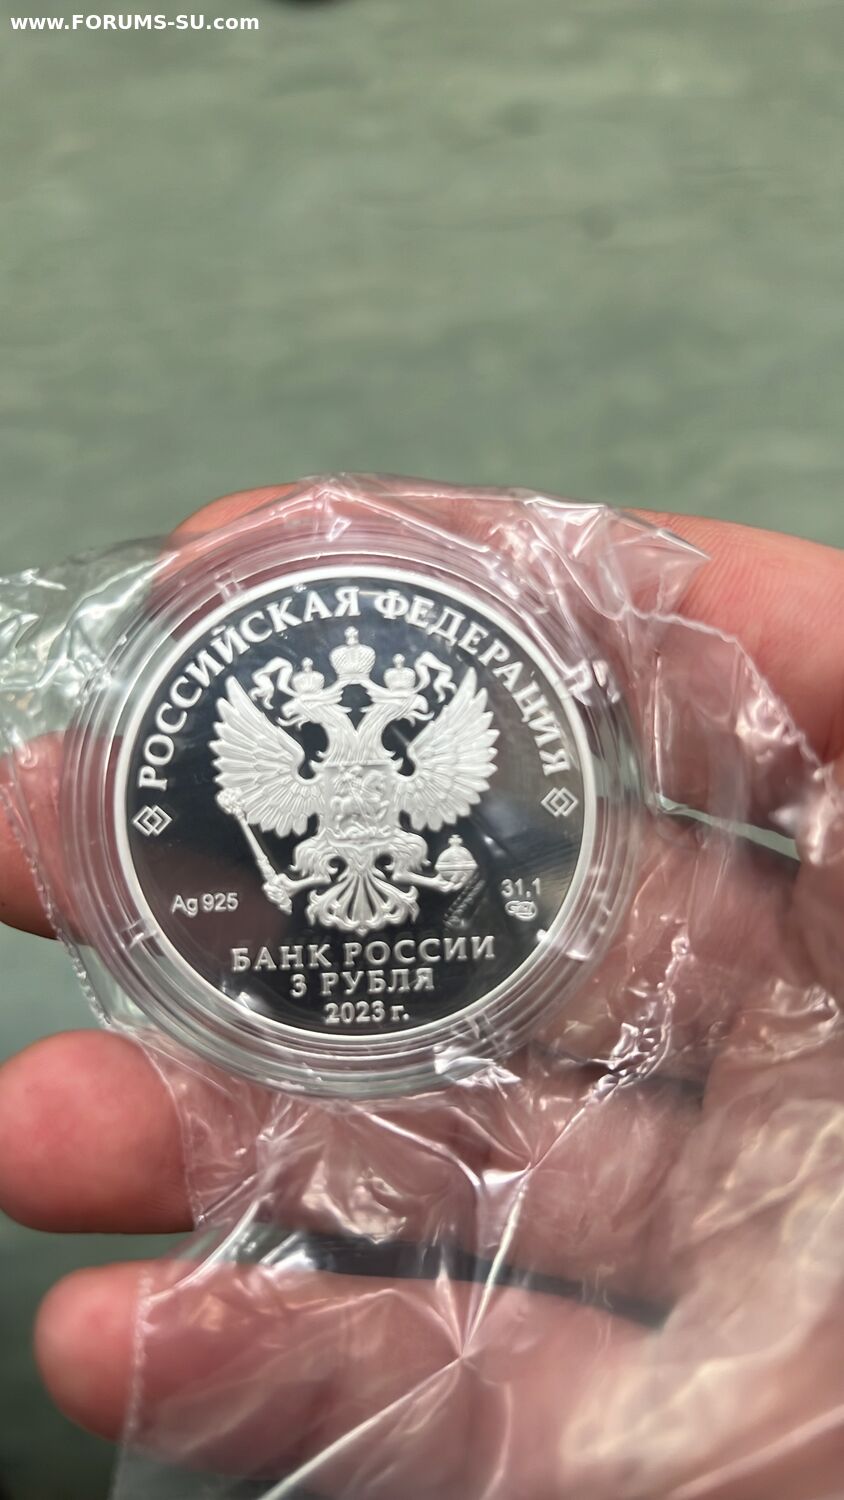 www.FORUMS-SU.com
РОССИЙСКАЯ ФЕДЕРАЦИЯ
Ag 925
31,1
БАНК РОССИИ
3 РУБЛЯ
2023 г.